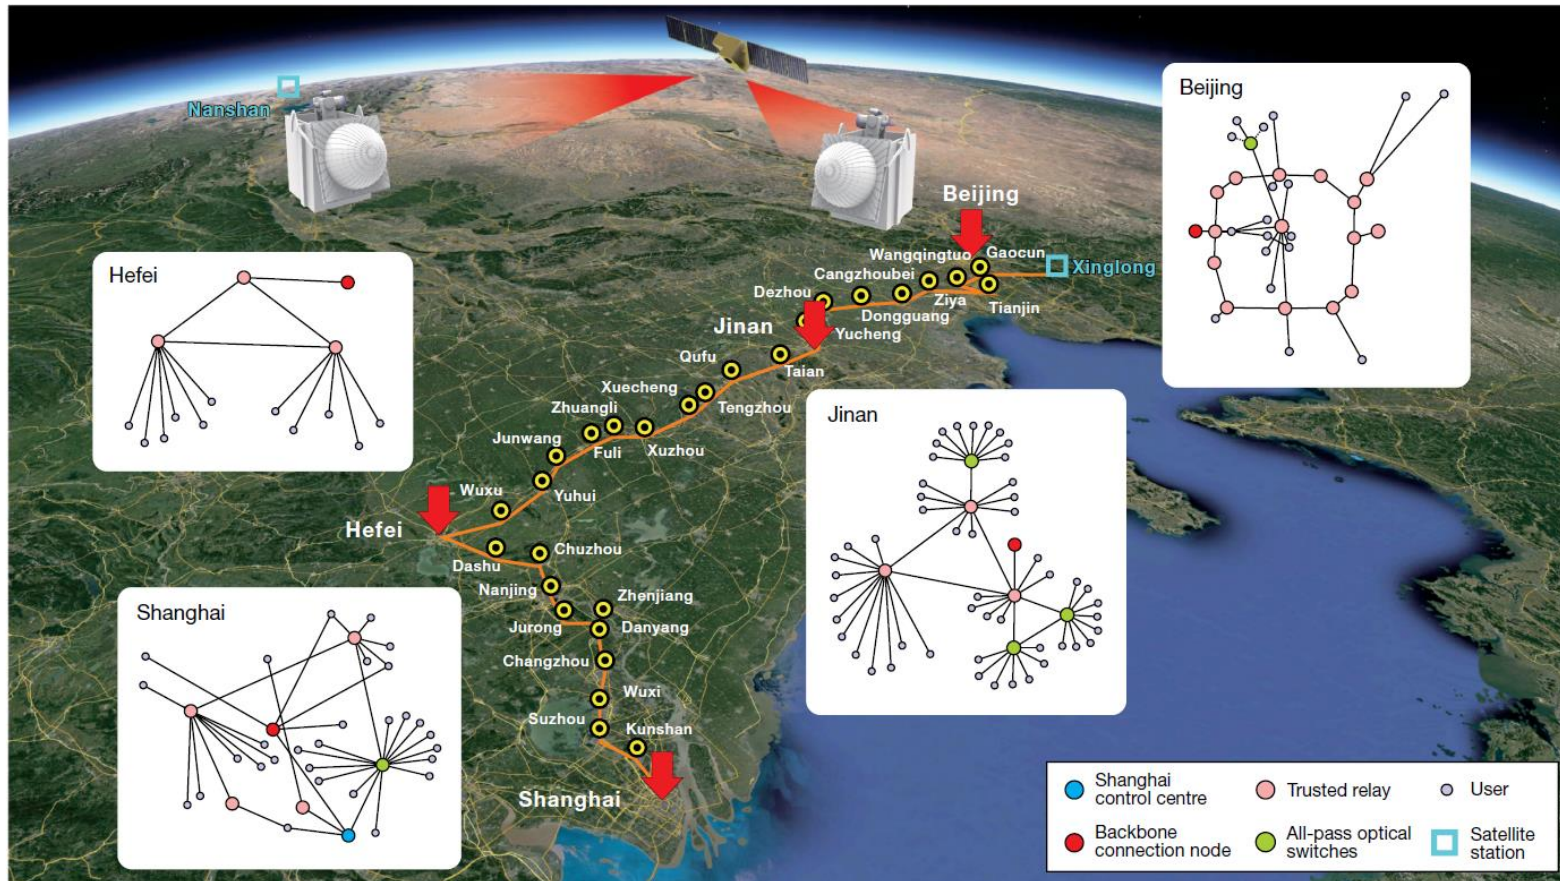 Nanshan
Beijing
Beijing
Wangqingtuo
Gaocun
Xinglong
Cangzhoubei
Hefei
Dezhou
Ziya
Tianjin
Dongguang
Jinan
Yucheng
Qufu
Taian
Xuecheng
Tengzhou
Jinan
Zhuangli
Junwang
Fuli
Xuzhou
Wuxu
Yuhui
Hefei
Chuzhou
Dashu
Nanjing
Zhenjiang
Shanghai
Jurong
Danyang
Changzhou
Wuxi
Suzhou
Kunshan
Shanghai
Shanghai
control centre
Trusted relay
User
Backbone
connection node
All-pass optical
switches
Satellite
station